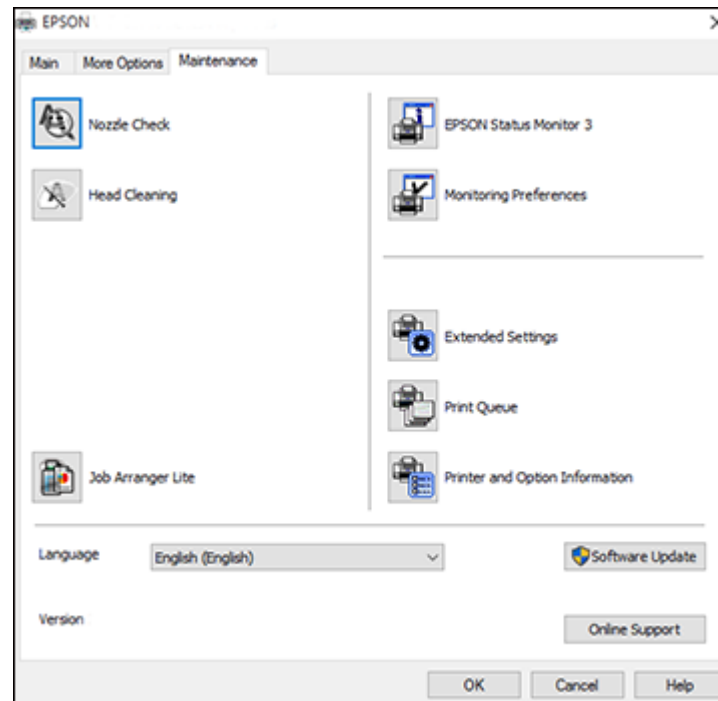 EPSON
Main More Options Maintenance
Nozzle Check
EPSON Status Monitor 3
Head Cleaning
Monitoring Preferences
Extended Settings
Print Queue
Job Arranger Lite
Printer and Option Information
Language English (English) Software Update
Version
Online Support
OK Cancel Help